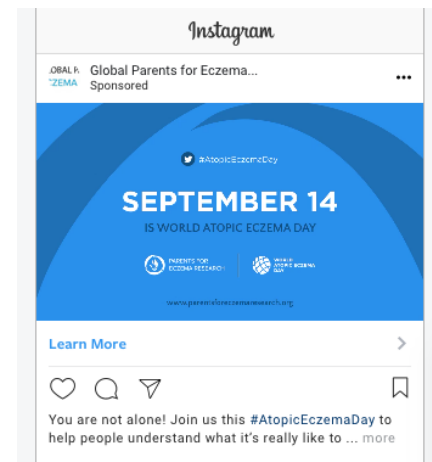 Instagram
Global Parents for Eczema...
Sponsored
#AtopicEczemaDay
SEPTEMBER 14
IS WORLD ATOPIC ECZEMA DAY
PARENTS FOR
ECZEMA RESEARCH
WORLD
ATOPIC ECZEMA
DAY
www.parentsforeczemaresearch.org
Learn More
You are not alone! Join us this #AtopicEczemaDay to
help people understand what it's really like to ... more